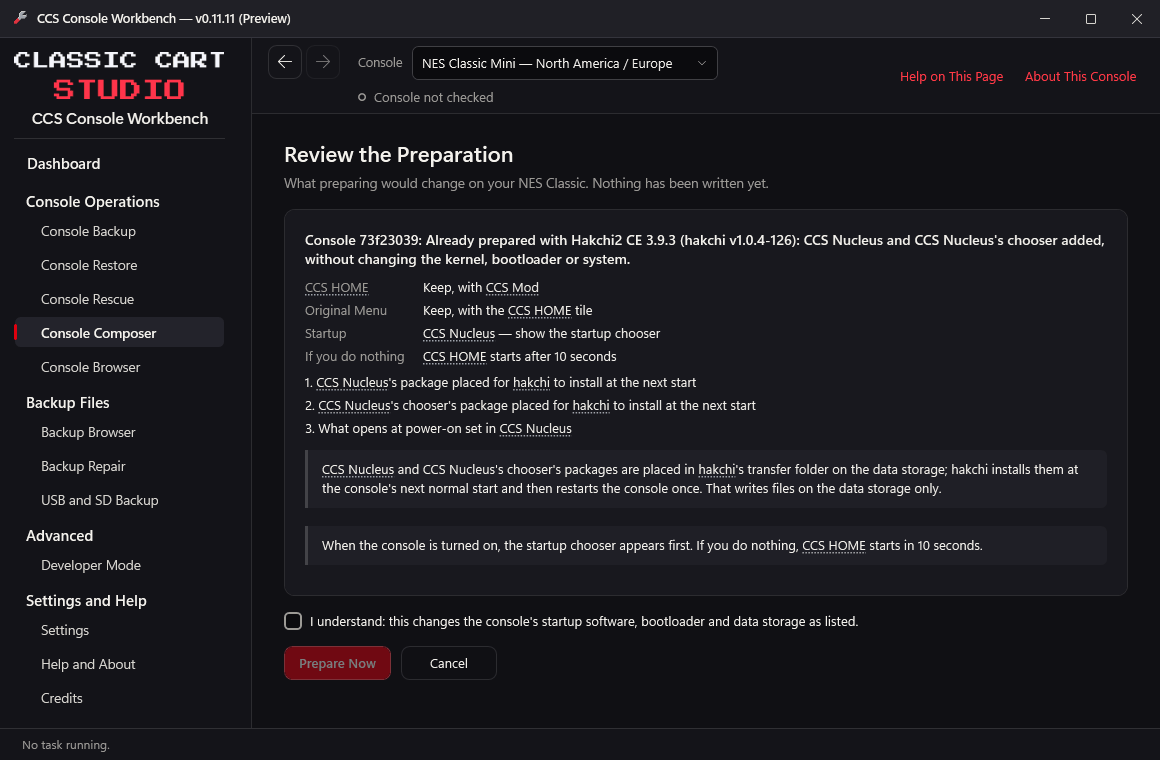 CCS Console Workbench — v0.11.11 (Preview)
CLASSIC CART
STUDIO
CCS Console Workbench
Dashboard
Console Operations
Console Backup
Console Restore
Console Rescue
Console Composer
Console Browser
Backup Files
Backup Browser
Backup Repair
USB and SD Backup
Advanced
Developer Mode
Settings and Help
Settings
Help and About
Credits
Console
NES Classic Mini — North America / Europe
Console not checked
Help on This Page
About This Console
Review the Preparation
What preparing would change on your NES Classic. Nothing has been written yet.
Console 73f23039: Already prepared with Hakchi2 CE 3.9.3 (hakchi v1.0.4-126): CCS Nucleus and CCS Nucleus's chooser added,
without changing the kernel, bootloader or system.
CCS HOME Keep, with CCS Mod
Original Menu Keep, with the CCS HOME tile
Startup CCS Nucleus — show the startup chooser
If you do nothing CCS HOME starts after 10 seconds
1. CCS Nucleus's package placed for hakchi to install at the next start
2. CCS Nucleus's chooser's package placed for hakchi to install at the next start
3. What opens at power-on set in CCS Nucleus
CCS Nucleus and CCS Nucleus's chooser's packages are placed in hakchi's transfer folder on the data storage; hakchi installs them at
the console's next normal start and then restarts the console once. That writes files on the data storage only.
When the console is turned on, the startup chooser appears first. If you do nothing, CCS HOME starts in 10 seconds.
I understand: this changes the console's startup software, bootloader and data storage as listed.
Prepare Now
Cancel
No task running.